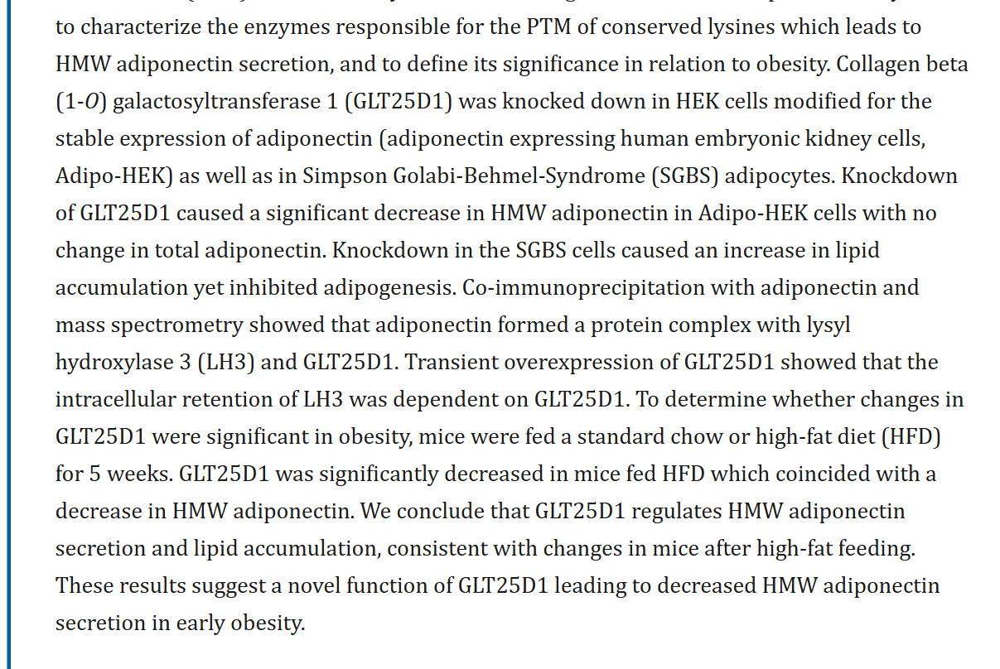 to characterize the enzymes responsible for the PTM of conserved lysines which leads to
HMW adiponectin secretion, and to define its significance in relation to obesity. Collagen beta
(1-O) galactosyltransferase 1 (GLT25D1) was knocked down in HEK cells modified for the
stable expression of adiponectin (adiponectin expressing human embryonic kidney cells,
Adipo-HEK) as well as in Simpson Golabi-Behmel-Syndrome (SGBS) adipocytes. Knockdown
of GLT25D1 caused a significant decrease in HMW adiponectin in Adipo-HEK cells with no
change in total adiponectin. Knockdown in the SGBS cells caused an increase in lipid
accumulation yet inhibited adipogenesis. Co-immunoprecipitation with adiponectin and
mass spectrometry showed that adiponectin formed a protein complex with lysyl
hydroxylase 3 (LH3) and GLT25D1. Transient overexpression of GLT25D1 showed that the
intracellular retention of LH3 was dependent on GLT25D1. To determine whether changes in
GLT25D1 were significant in obesity, mice were fed a standard chow or high-fat diet (HFD)
for 5 weeks. GLT25D1 was significantly decreased in mice fed HFD which coincided with a
decrease in HMW adiponectin. We conclude that GLT25D1 regulates HMW adiponectin
secretion and lipid accumulation, consistent with changes in mice after high-fat feeding.
These results suggest a novel function of GLT25D1 leading to decreased HMW adiponectin
secretion in early obesity.